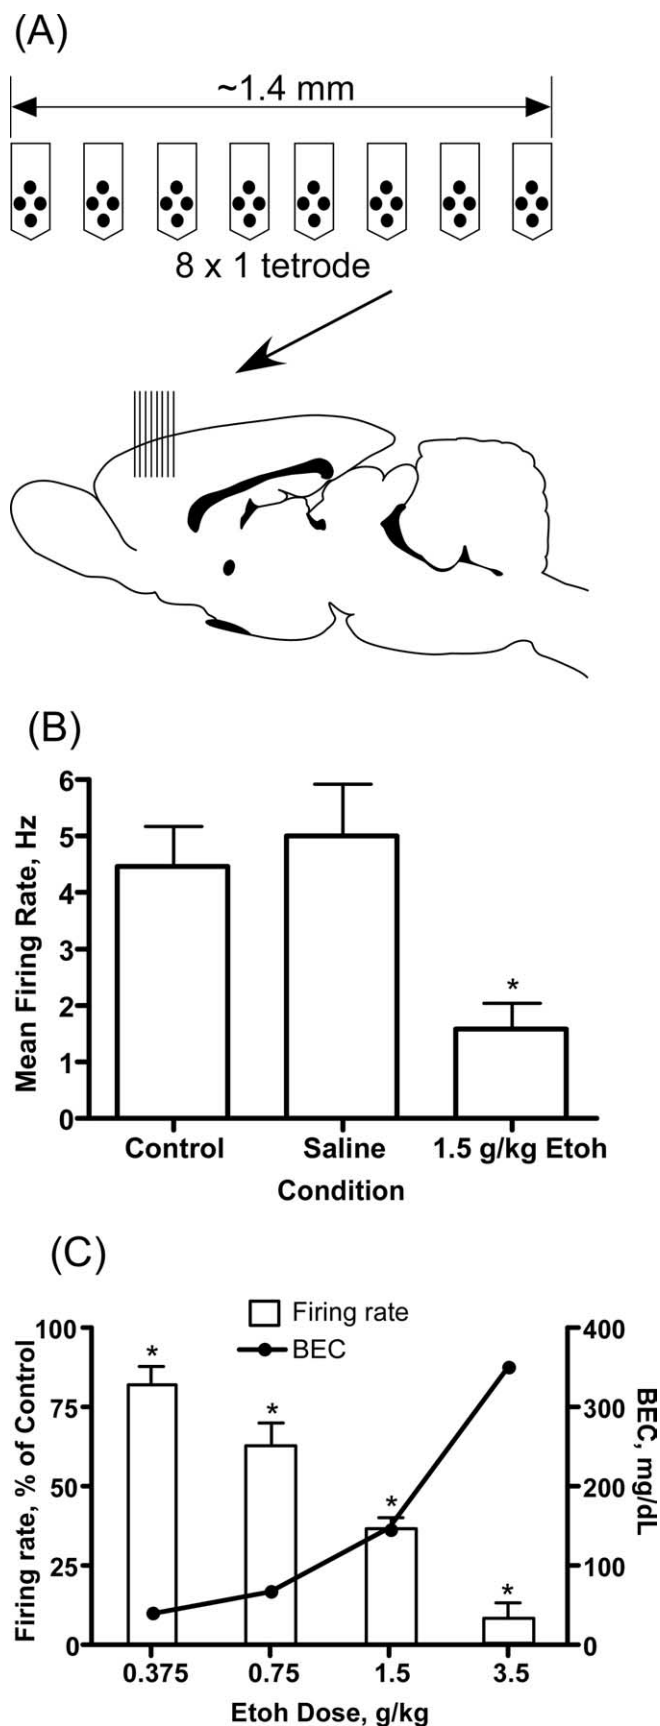 (A)
~1.4 mm
8 x 1 tetrode
(B)
Mean Firing Rate, Hz
6
5
4
3
2
1
0
*
Control
Saline
1.5 g/kg Etoh
Condition
(C)
Firing rate
BEC
Firing rate, % of Control
100
75
50
25
0
*
*
*
*
400
300
200
100
0
BEC, mg/dL
0.375
0.75
1.5
3.5
Etoh Dose, g/kg